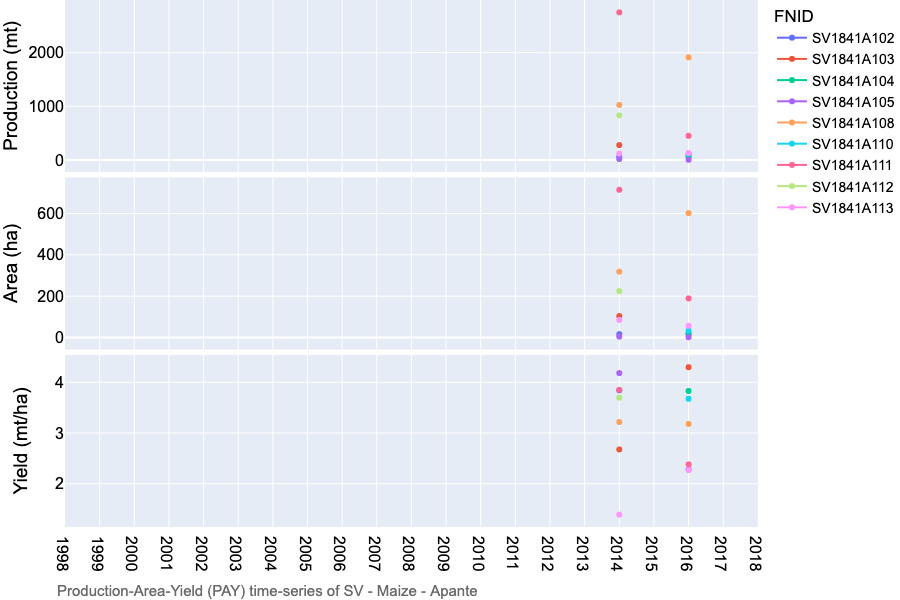 Production (mt)
2000
1000
0
Area (ha)
600
400
200
0
Yield (mt/ha)
4
3
2
1998
1999
2000
2001
2002
2003
2004
2005
2006
2007
2008
2009
2010
2011
2012
2013
2014
2015
2016
2017
2018
Production-Area-Yield (PAY) time-series of SV - Maize - Apante
FNID
SV1841A102
SV1841A103
SV1841A104
SV1841A105
SV1841A108
SV1841A110
SV1841A111
SV1841A112
SV1841A113